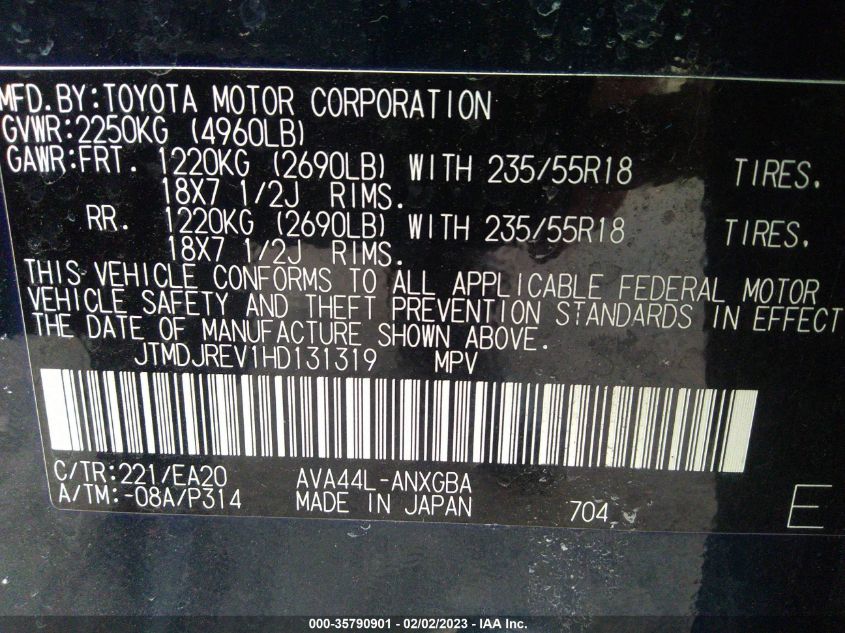 MFD.BY:TOYOTA MOTOR CORPORATION
GVWR:2250KG (4960LB)
GAWR:FRT. 1220KG (2690LB) WITH 235/55R18 TIRES.
18X7 1/2J RIMS.
RR. 1220KG (2690LB) WITH 235/55R18 TIRES.
18X7 1/2J RIMS.
THIS VEHICLE CONFORMS TO ALL APPLICABLE FEDERAL MOTOR
VEHICLE SAFETY AND THEFT PREVENTION STANDARDS IN EFFECT
THE DATE OF MANUFACTURE SHOWN ABOVE.
JTMDJREV1HD131319 MPV
C/TR:221/EA20 AVA44L-ANXGBA
A/TM:-08A/P314 MADE IN JAPAN 704 E
000-35790901 - 02/02/2023 - IAA Inc.